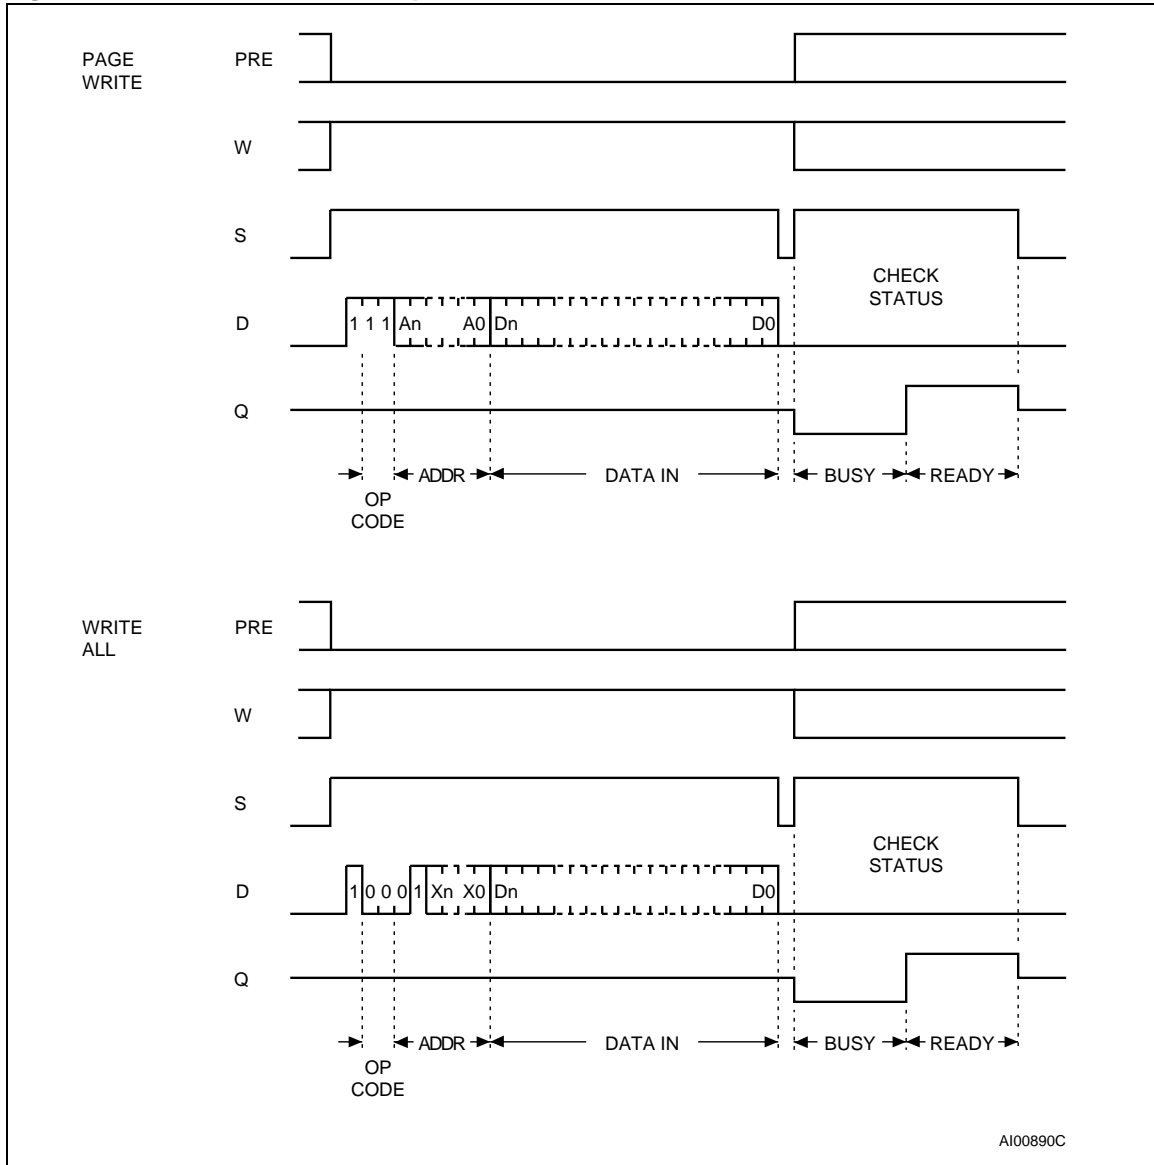 PAGE
WRITE
PRE
W
S
CHECK
STATUS
D
1 1 1 An A0 Dn D0
Q
ADDR DATA IN BUSY READY
OP
CODE
WRITE
ALL
PRE
W
S
CHECK
STATUS
D
1 0 0 0 1 Xn X0 Dn D0
Q
ADDR DATA IN BUSY READY
OP
CODE
AI00890C